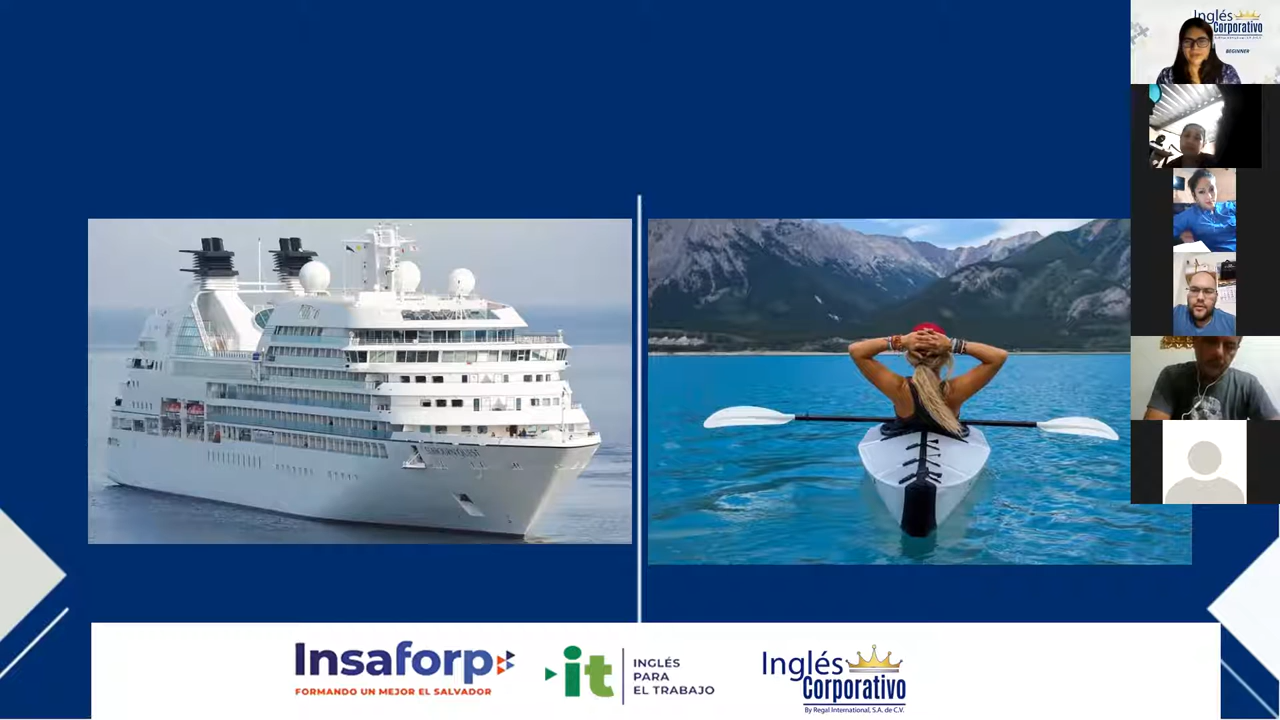 Inglés
Corporativo
BEGINNER
Insaforp
FORMANDO UN MEJOR EL SALVADOR
it
INGLÉS
PARA
EL TRABAJO
Inglés
Corporativo
By Regal International, S.A. de C.V.